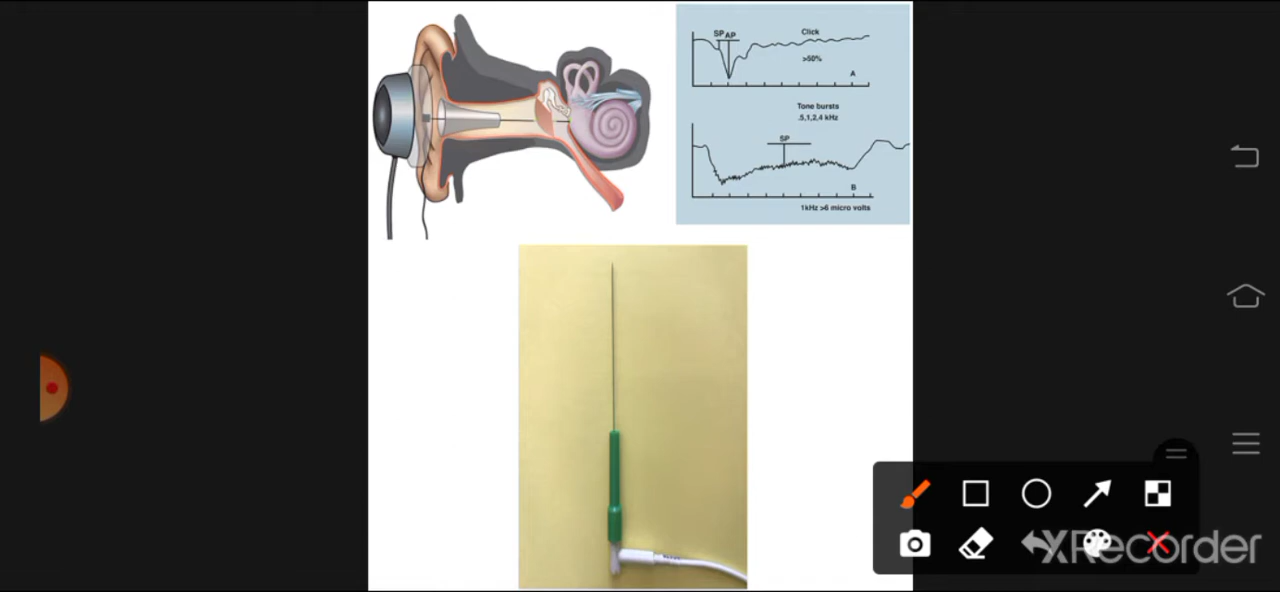 SP AP
Click
>50%
A
Tone bursts
.5,1,2,4 kHz
SP
B
1kHz >6 micro volts
XRecorder